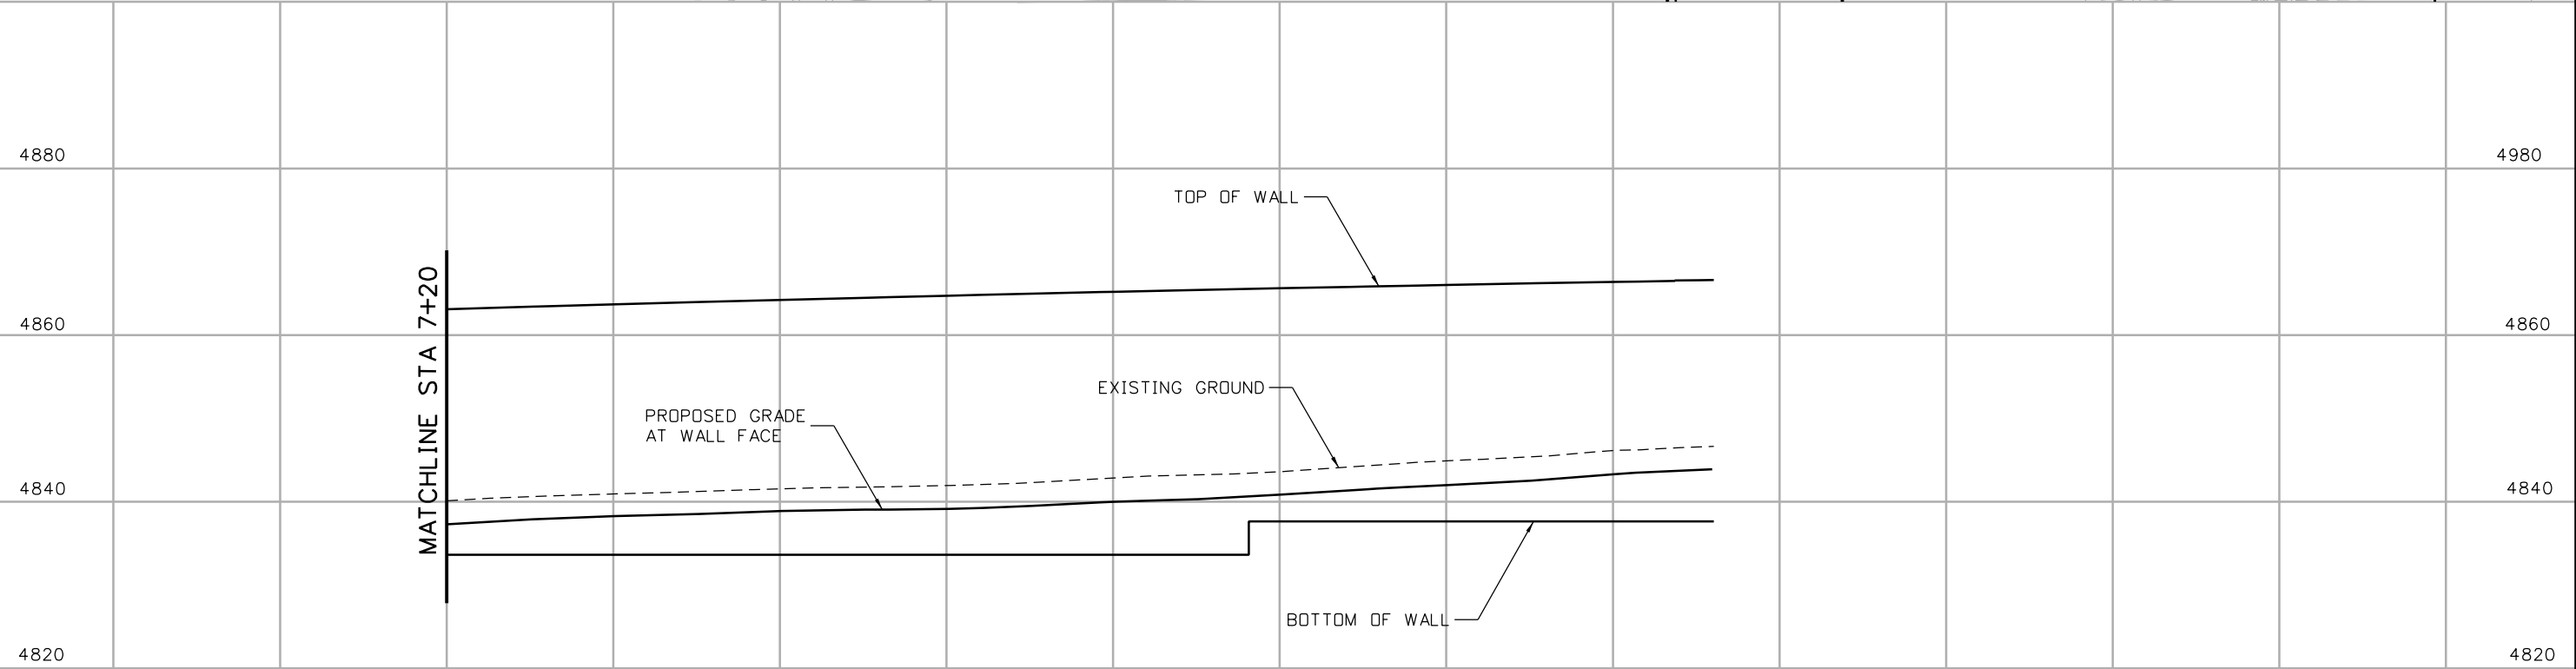 4880
4980
TOP OF WALL
MATCHLINE STA 7+20
4860
4860
EXISTING GROUND
PROPOSED GRADE
AT WALL FACE
4840
4840
BOTTOM OF WALL
4820
4820